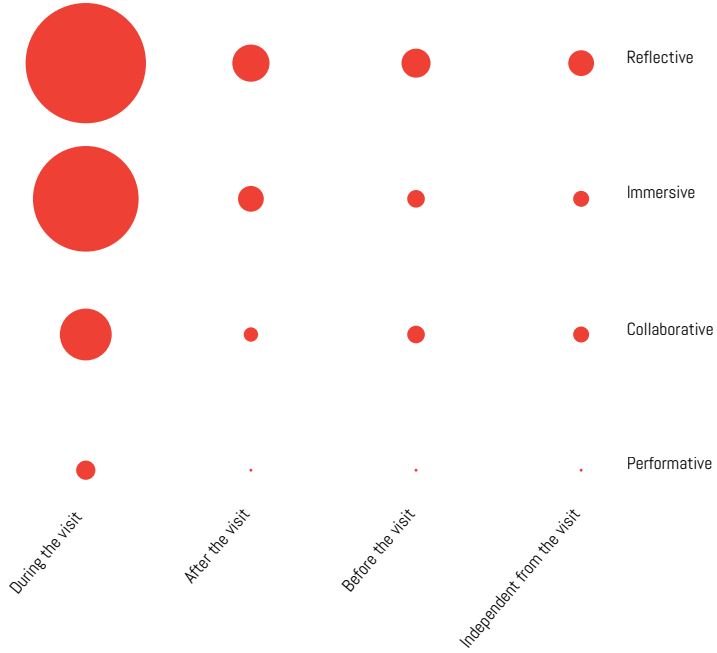 Reflective
Immersive
Collaborative
Performative
During the visit
After the visit
Before the visit
Independent from the visit